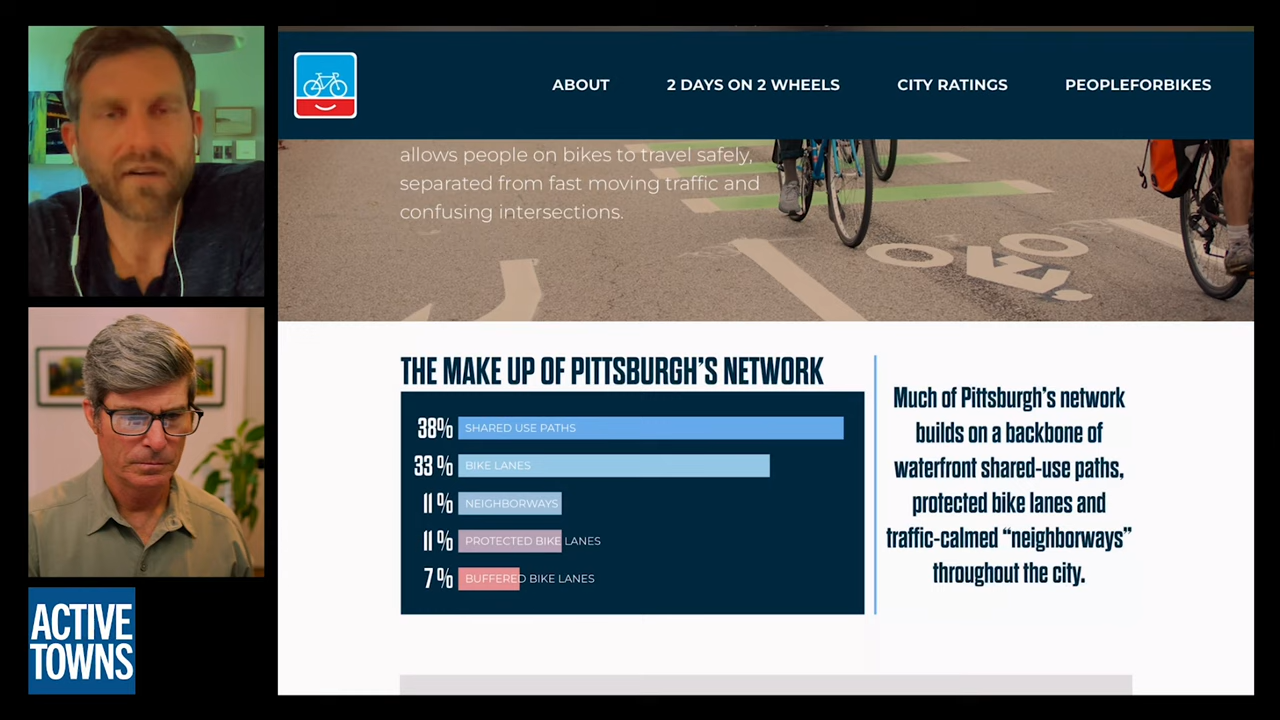 ABOUT
2 DAYS ON 2 WHEELS
CITY RATINGS
PEOPLEFORBIKES
allows people on bikes to travel safely,
separated from fast moving traffic and
confusing intersections.
THE MAKE UP OF PITTSBURGH'S NETWORK
38% SHARED USE PATHS
33% BIKE LANES
11% NEIGHBORWAYS
11% PROTECTED BIKE LANES
7% BUFFERED BIKE LANES
Much of Pittsburgh's network
builds on a backbone of
waterfront shared-use paths,
protected bike lanes and
traffic-calmed “neighborways”
throughout the city.
ACTIVE
TOWNS